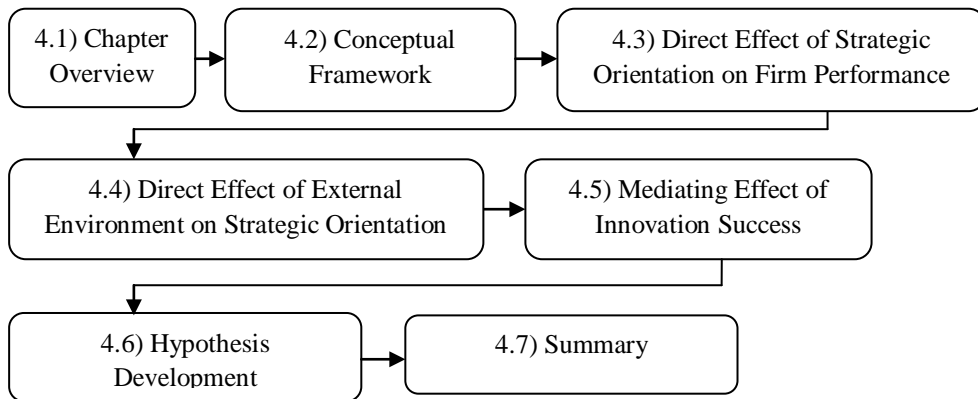 4.1) Chapter
Overview
4.2) Conceptual
Framework
4.3) Direct Effect of Strategic
Orientation on Firm Performance
4.4) Direct Effect of External
Environment on Strategic Orientation
4.5) Mediating Effect of
Innovation Success
4.6) Hypothesis
Development
4.7) Summary